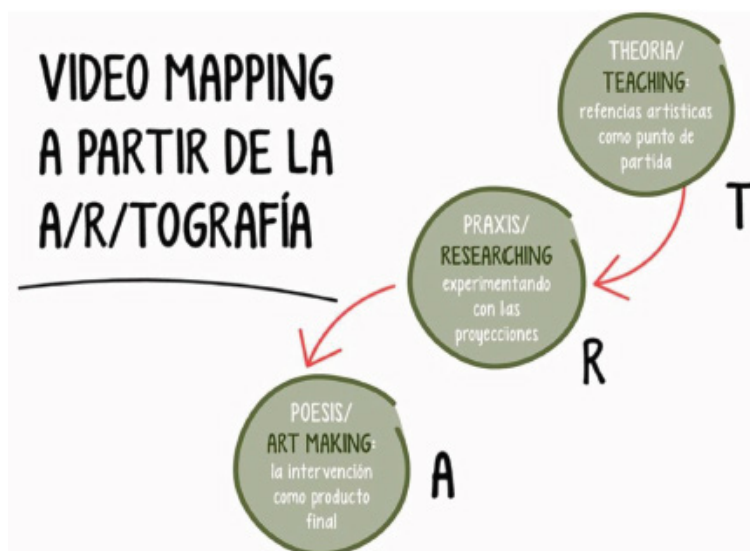 VIDEO MAPPING
A PARTIR DE LA
A/R/TOGRAFÍA
THEORIA/
TEACHING:
refencias artisticas
como punto de
partida
T
PRAXIS/
RESEARCHING
experimentando
con las
proyecciones
R
POESIS/
ART MAKING:
la intervención
como producto
final
A